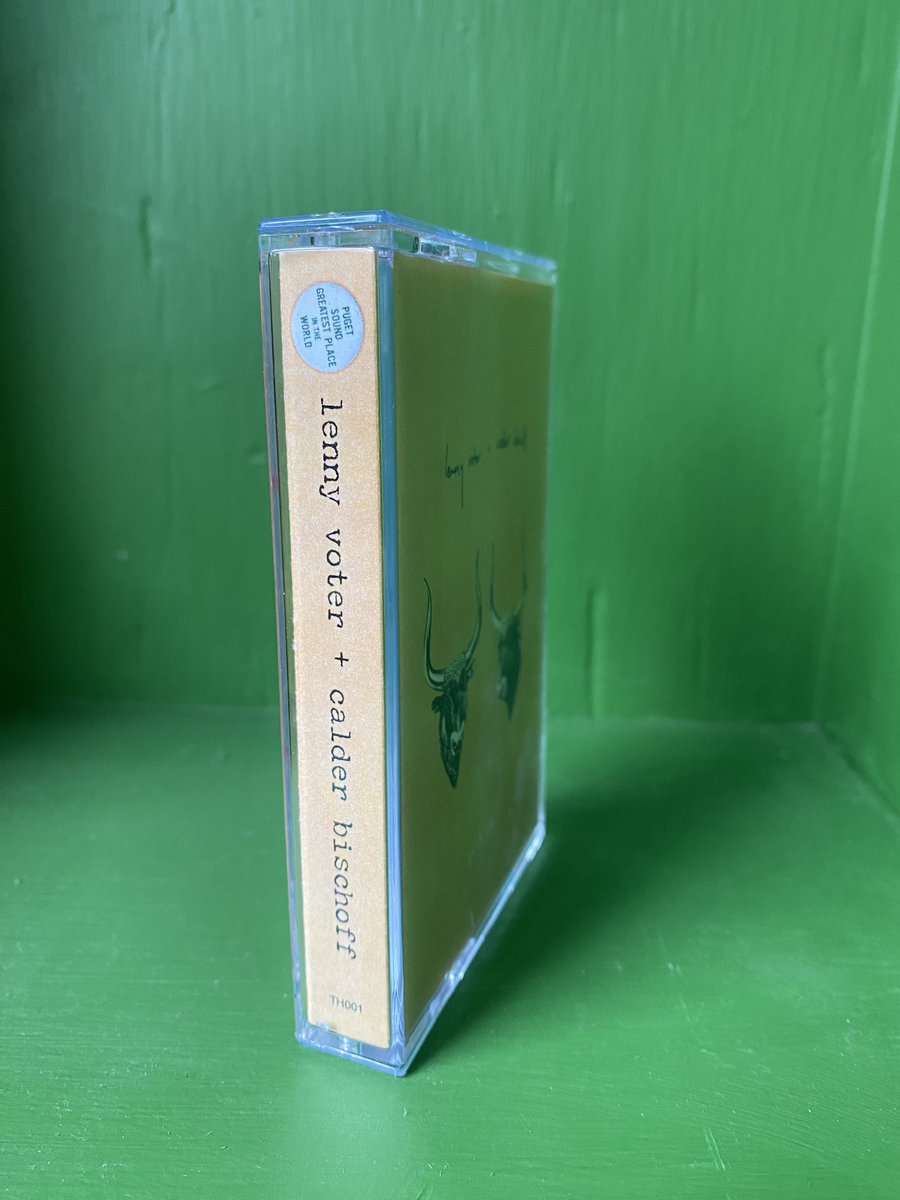 PUGET
SOUND
GREATEST PLACE
IN THE
WORLD
lenny voter + calder bischoff
TH001